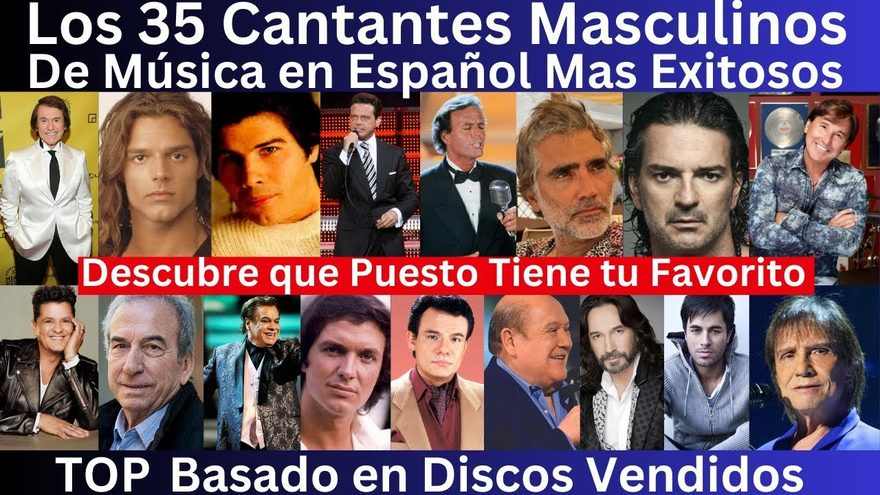 Los 35 Cantantes Masculinos
De Música en Español Mas Exitosos
Descubre que Puesto Tiene tu Favorito
TOP Basado en Discos Vendidos